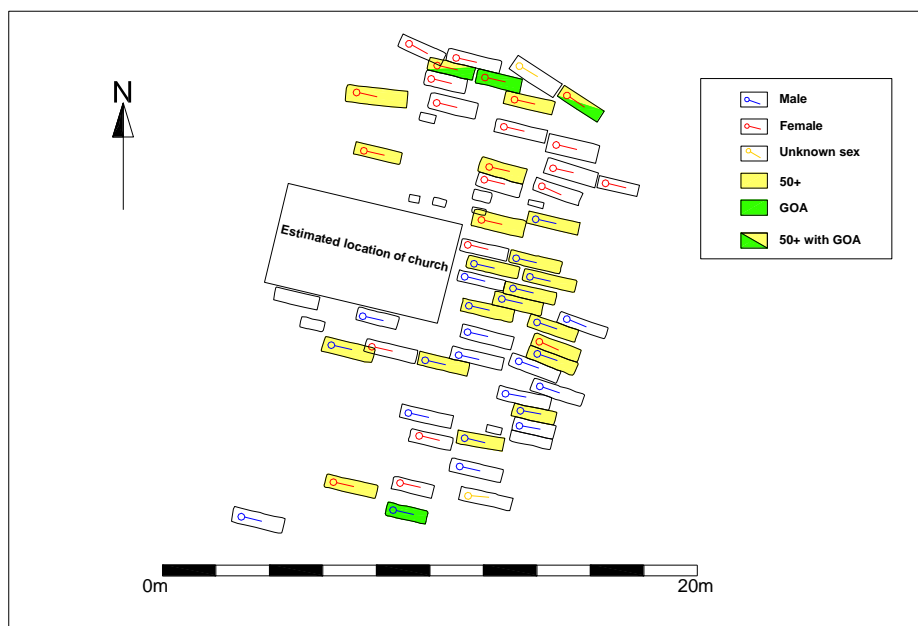 N
Male
Female
Unknown sex
50+
GOA
50+ with GOA
Estimated location of church
0m
20m